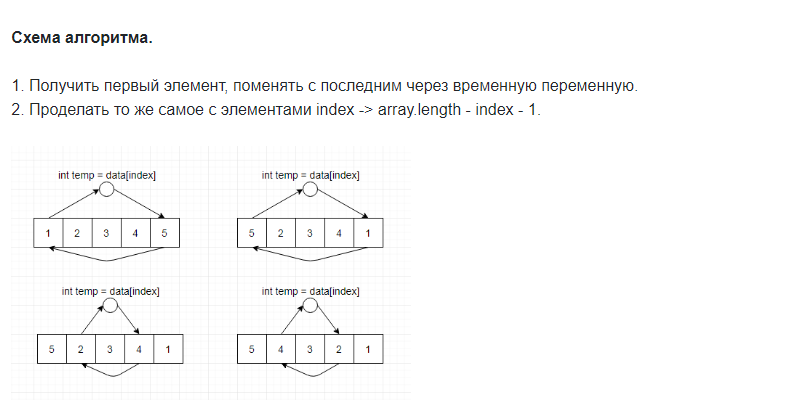 Схема алгоритма.
1. Получить первый элемент, поменять с последним через временную переменную.
2. Проделать то же самое с элементами index -> array.length - index - 1.
int temp = data[index]
1 2 3 4 5
int temp = data[index]
5 2 3 4 1
int temp = data[index]
5 2 3 4 1
int temp = data[index]
5 4 3 2 1